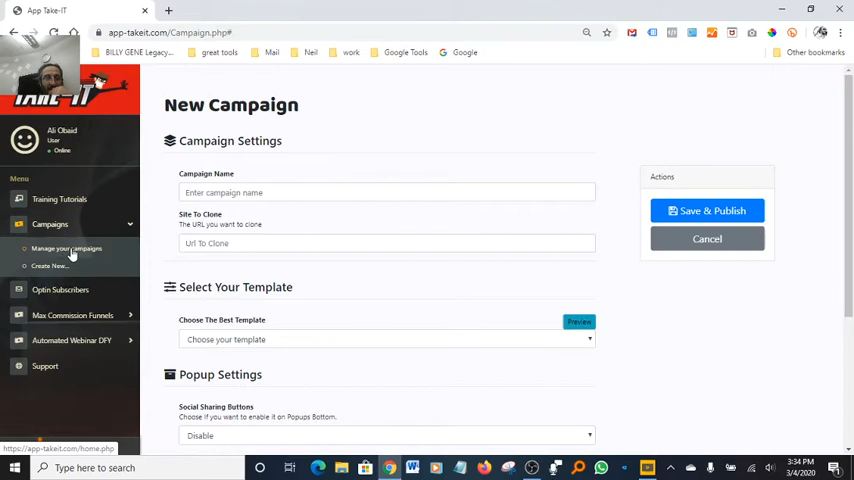 App Take-IT
app-takeit.com/Campaign.php#
BILLY GENE Legacy...
great tools
Mail
Neil
work
Google Tools
Google
Other bookmarks
TAKE-IT
Ali Obaid
User
Online
Menu
Training Tutorials
Campaigns
Manage your campaigns
Create New...
Optin Subscribers
Max Commission Funnels
Automated Webinar DFY
Support
https://app-takeit.com/home.php
New Campaign
Campaign Settings
Campaign Name
Enter campaign name
Site To Clone
The URL you want to clone
Url To Clone
Select Your Template
Choose The Best Template
Preview
Choose your template
Popup Settings
Social Sharing Buttons
Choose if you want to enable it on Popups Bottom.
Disable
Actions
Save & Publish
Cancel
Type here to search
3:34 PM
3/4/2020